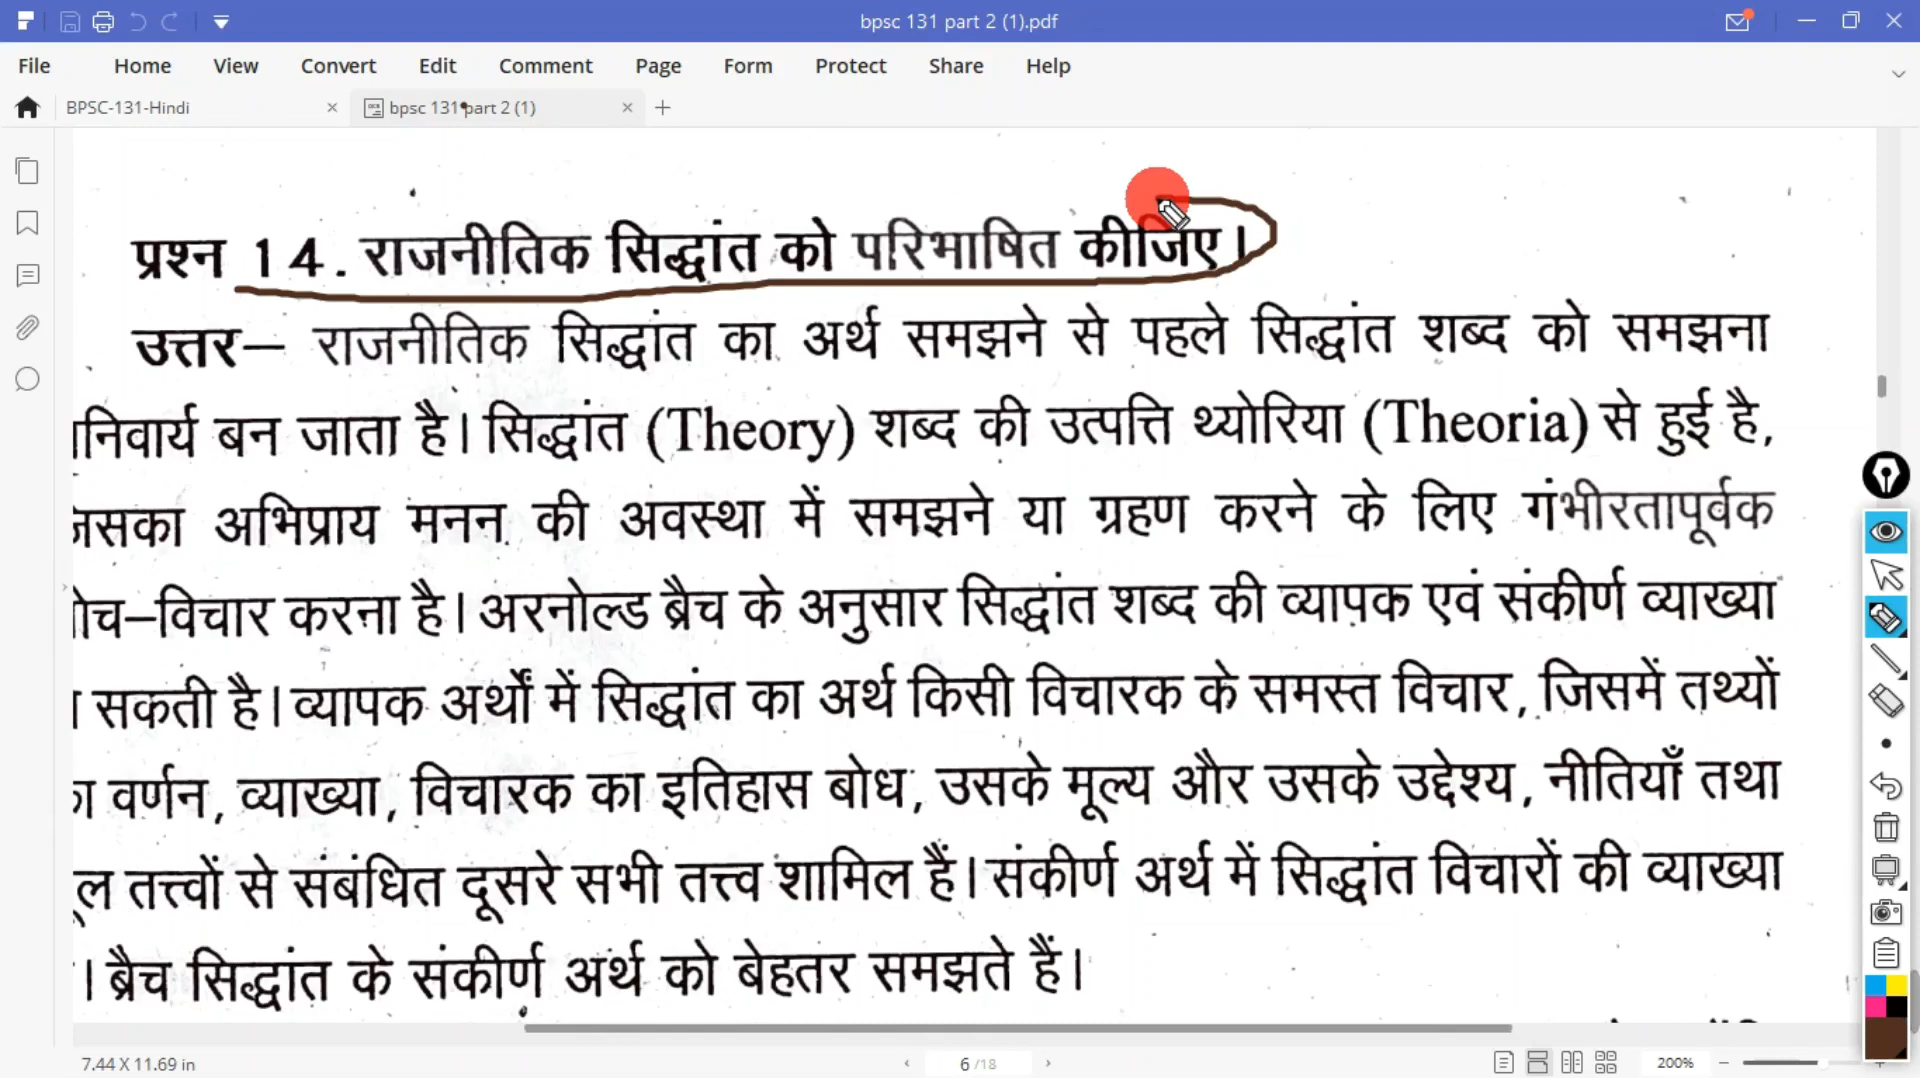 bpsc 131 part 2 (1).pdf
File Home View Convert Edit Comment Page Form Protect Share Help
BPSC-131-Hindi bpsc 131 part 2 (1)
प्रश्न 14. राजनीतिक सिद्धांत को परिभाषित कीजिए।
उत्तर– राजनीतिक सिद्धांत का अर्थ समझने से पहले सिद्धांत शब्द को समझना
बन जाता है। सिद्धांत (Theory) शब्द की उत्पत्ति थ्योरिया (Theoria) से हुई है,
अभिप्राय मनन की अवस्था में समझने या ग्रहण करने के लिए गंभीरतापूर्वक
विचार करना है। अरनोल्ड ब्रैच के अनुसार सिद्धांत शब्द की व्यापक एवं संकीर्ण व्याख्या
सकती है। व्यापक अर्थों में सिद्धांत का अर्थ किसी विचारक के समस्त विचार, जिसमें तथ्यों
वर्णन, व्याख्या, विचारक का इतिहास बोध, उसके मूल्य और उसके उद्देश्य, नीतियाँ तथा
तत्त्वों से संबंधित दूसरे सभी तत्त्व शामिल हैं। संकीर्ण अर्थ में सिद्धांत विचारों की व्याख्या
। ब्रैच सिद्धांत के संकीर्ण अर्थ को बेहतर समझते हैं।
7.44 X 11.69 in 6 /18 200%